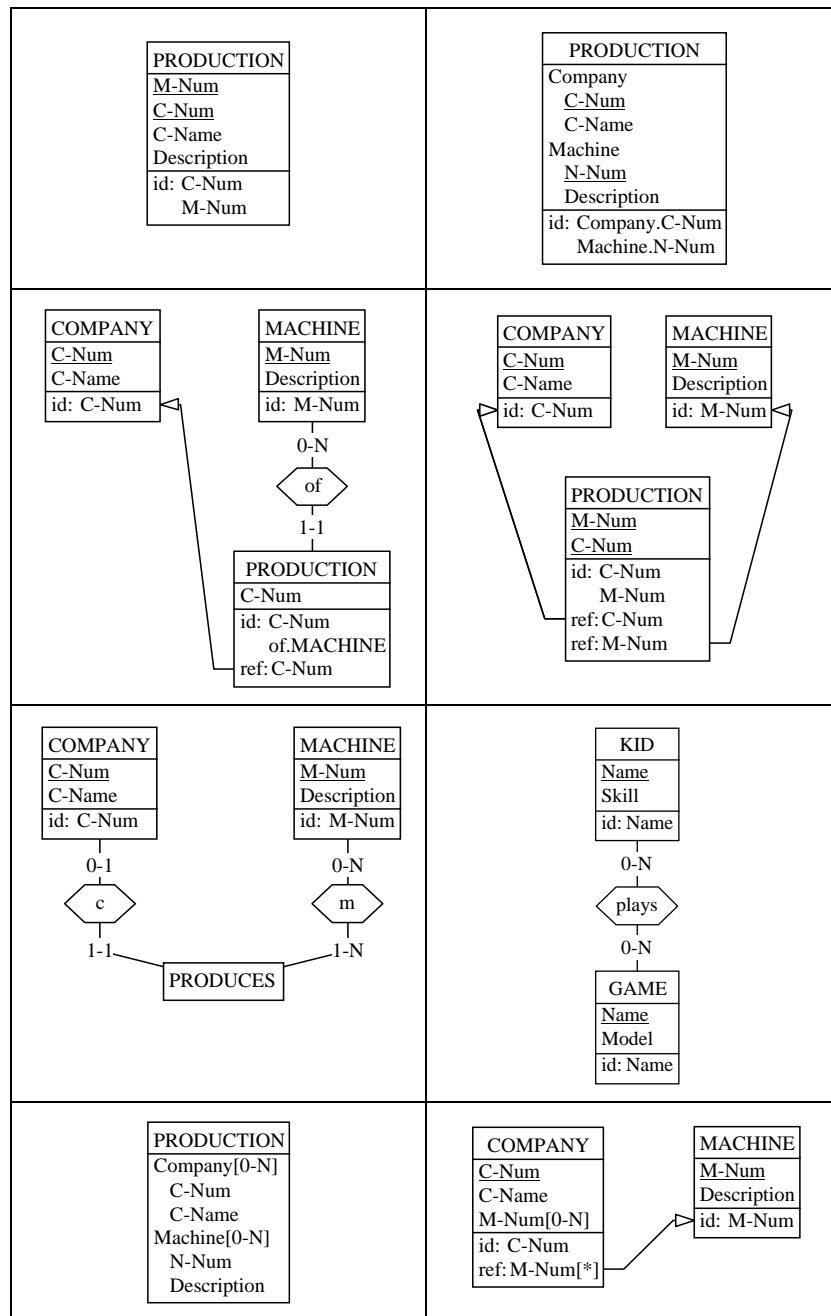 PRODUCTION
M-Num
C-Num
C-Name
Description
id: C-Num
M-Num
PRODUCTION
Company
C-Num
C-Name
Machine
N-Num
Description
id: Company.C-Num
Machine.N-Num
COMPANY
C-Num
C-Name
id: C-Num
MACHINE
M-Num
Description
id: M-Num
0-N
of
1-1
PRODUCTION
C-Num
id: C-Num
of.MACHINE
ref: C-Num
COMPANY
C-Num
C-Name
id: C-Num
MACHINE
M-Num
Description
id: M-Num
PRODUCTION
M-Num
C-Num
id: C-Num
M-Num
ref: C-Num
ref: M-Num
COMPANY
C-Num
C-Name
id: C-Num
MACHINE
M-Num
Description
id: M-Num
0-1
0-N
c
m
1-1
1-N
PRODUCES
KID
Name
Skill
id: Name
0-N
plays
0-N
GAME
Name
Model
id: Name
PRODUCTION
Company[0-N]
C-Num
C-Name
Machine[0-N]
N-Num
Description
COMPANY
C-Num
C-Name
M-Num[0-N]
id: C-Num
ref: M-Num[*]
MACHINE
M-Num
Description
id: M-Num